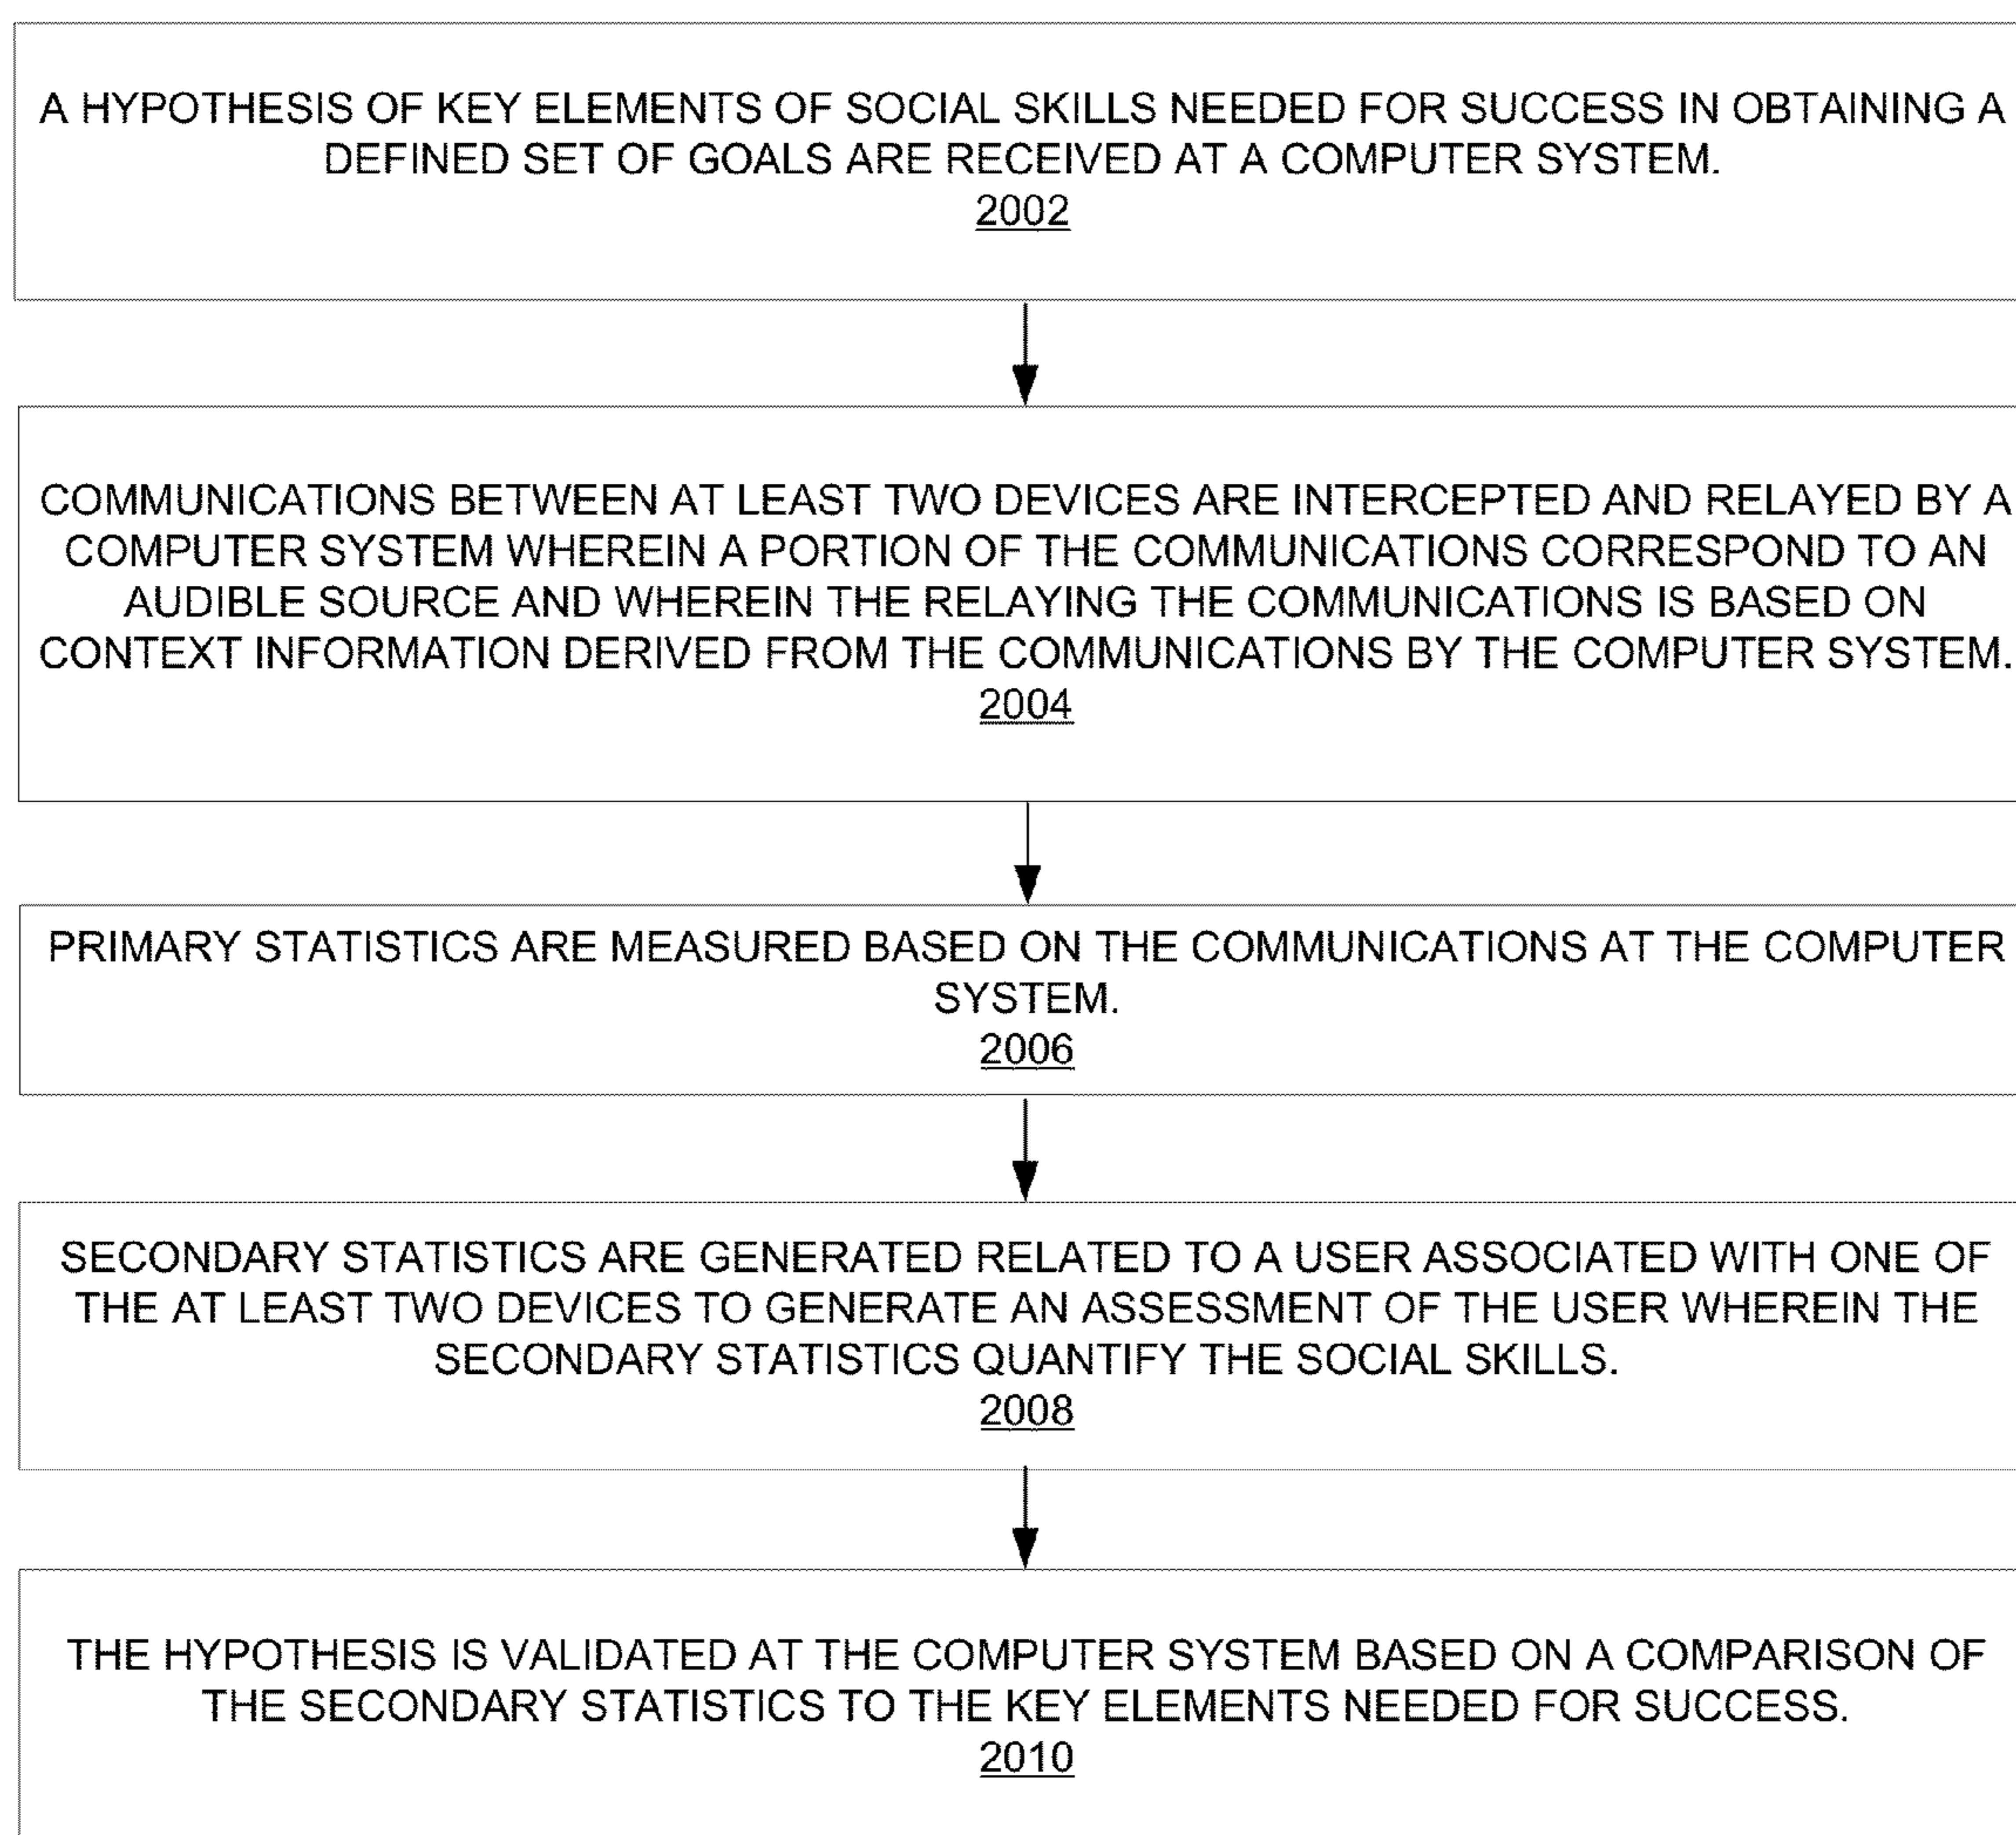 A HYPOTHESIS OF KEY ELEMENTS OF SOCIAL SKILLS NEEDED FOR SUCCESS IN OBTAINING A
DEFINED SET OF GOALS ARE RECEIVED AT A COMPUTER SYSTEM.
2002
COMMUNICATIONS BETWEEN AT LEAST TWO DEVICES ARE INTERCEPTED AND RELAYED BY A
COMPUTER SYSTEM WHEREIN A PORTION OF THE COMMUNICATIONS CORRESPOND TO AN
AUDIBLE SOURCE AND WHEREIN THE RELAYING THE COMMUNICATIONS IS BASED ON
CONTEXT INFORMATION DERIVED FROM THE COMMUNICATIONS BY THE COMPUTER SYSTEM.
2004
PRIMARY STATISTICS ARE MEASURED BASED ON THE COMMUNICATIONS AT THE COMPUTER
SYSTEM.
2006
SECONDARY STATISTICS ARE GENERATED RELATED TO A USER ASSOCIATED WITH ONE OF
THE AT LEAST TWO DEVICES TO GENERATE AN ASSESSMENT OF THE USER WHEREIN THE
SECONDARY STATISTICS QUANTIFY THE SOCIAL SKILLS.
2008
THE HYPOTHESIS IS VALIDATED AT THE COMPUTER SYSTEM BASED ON A COMPARISON OF
THE SECONDARY STATISTICS TO THE KEY ELEMENTS NEEDED FOR SUCCESS.
2010